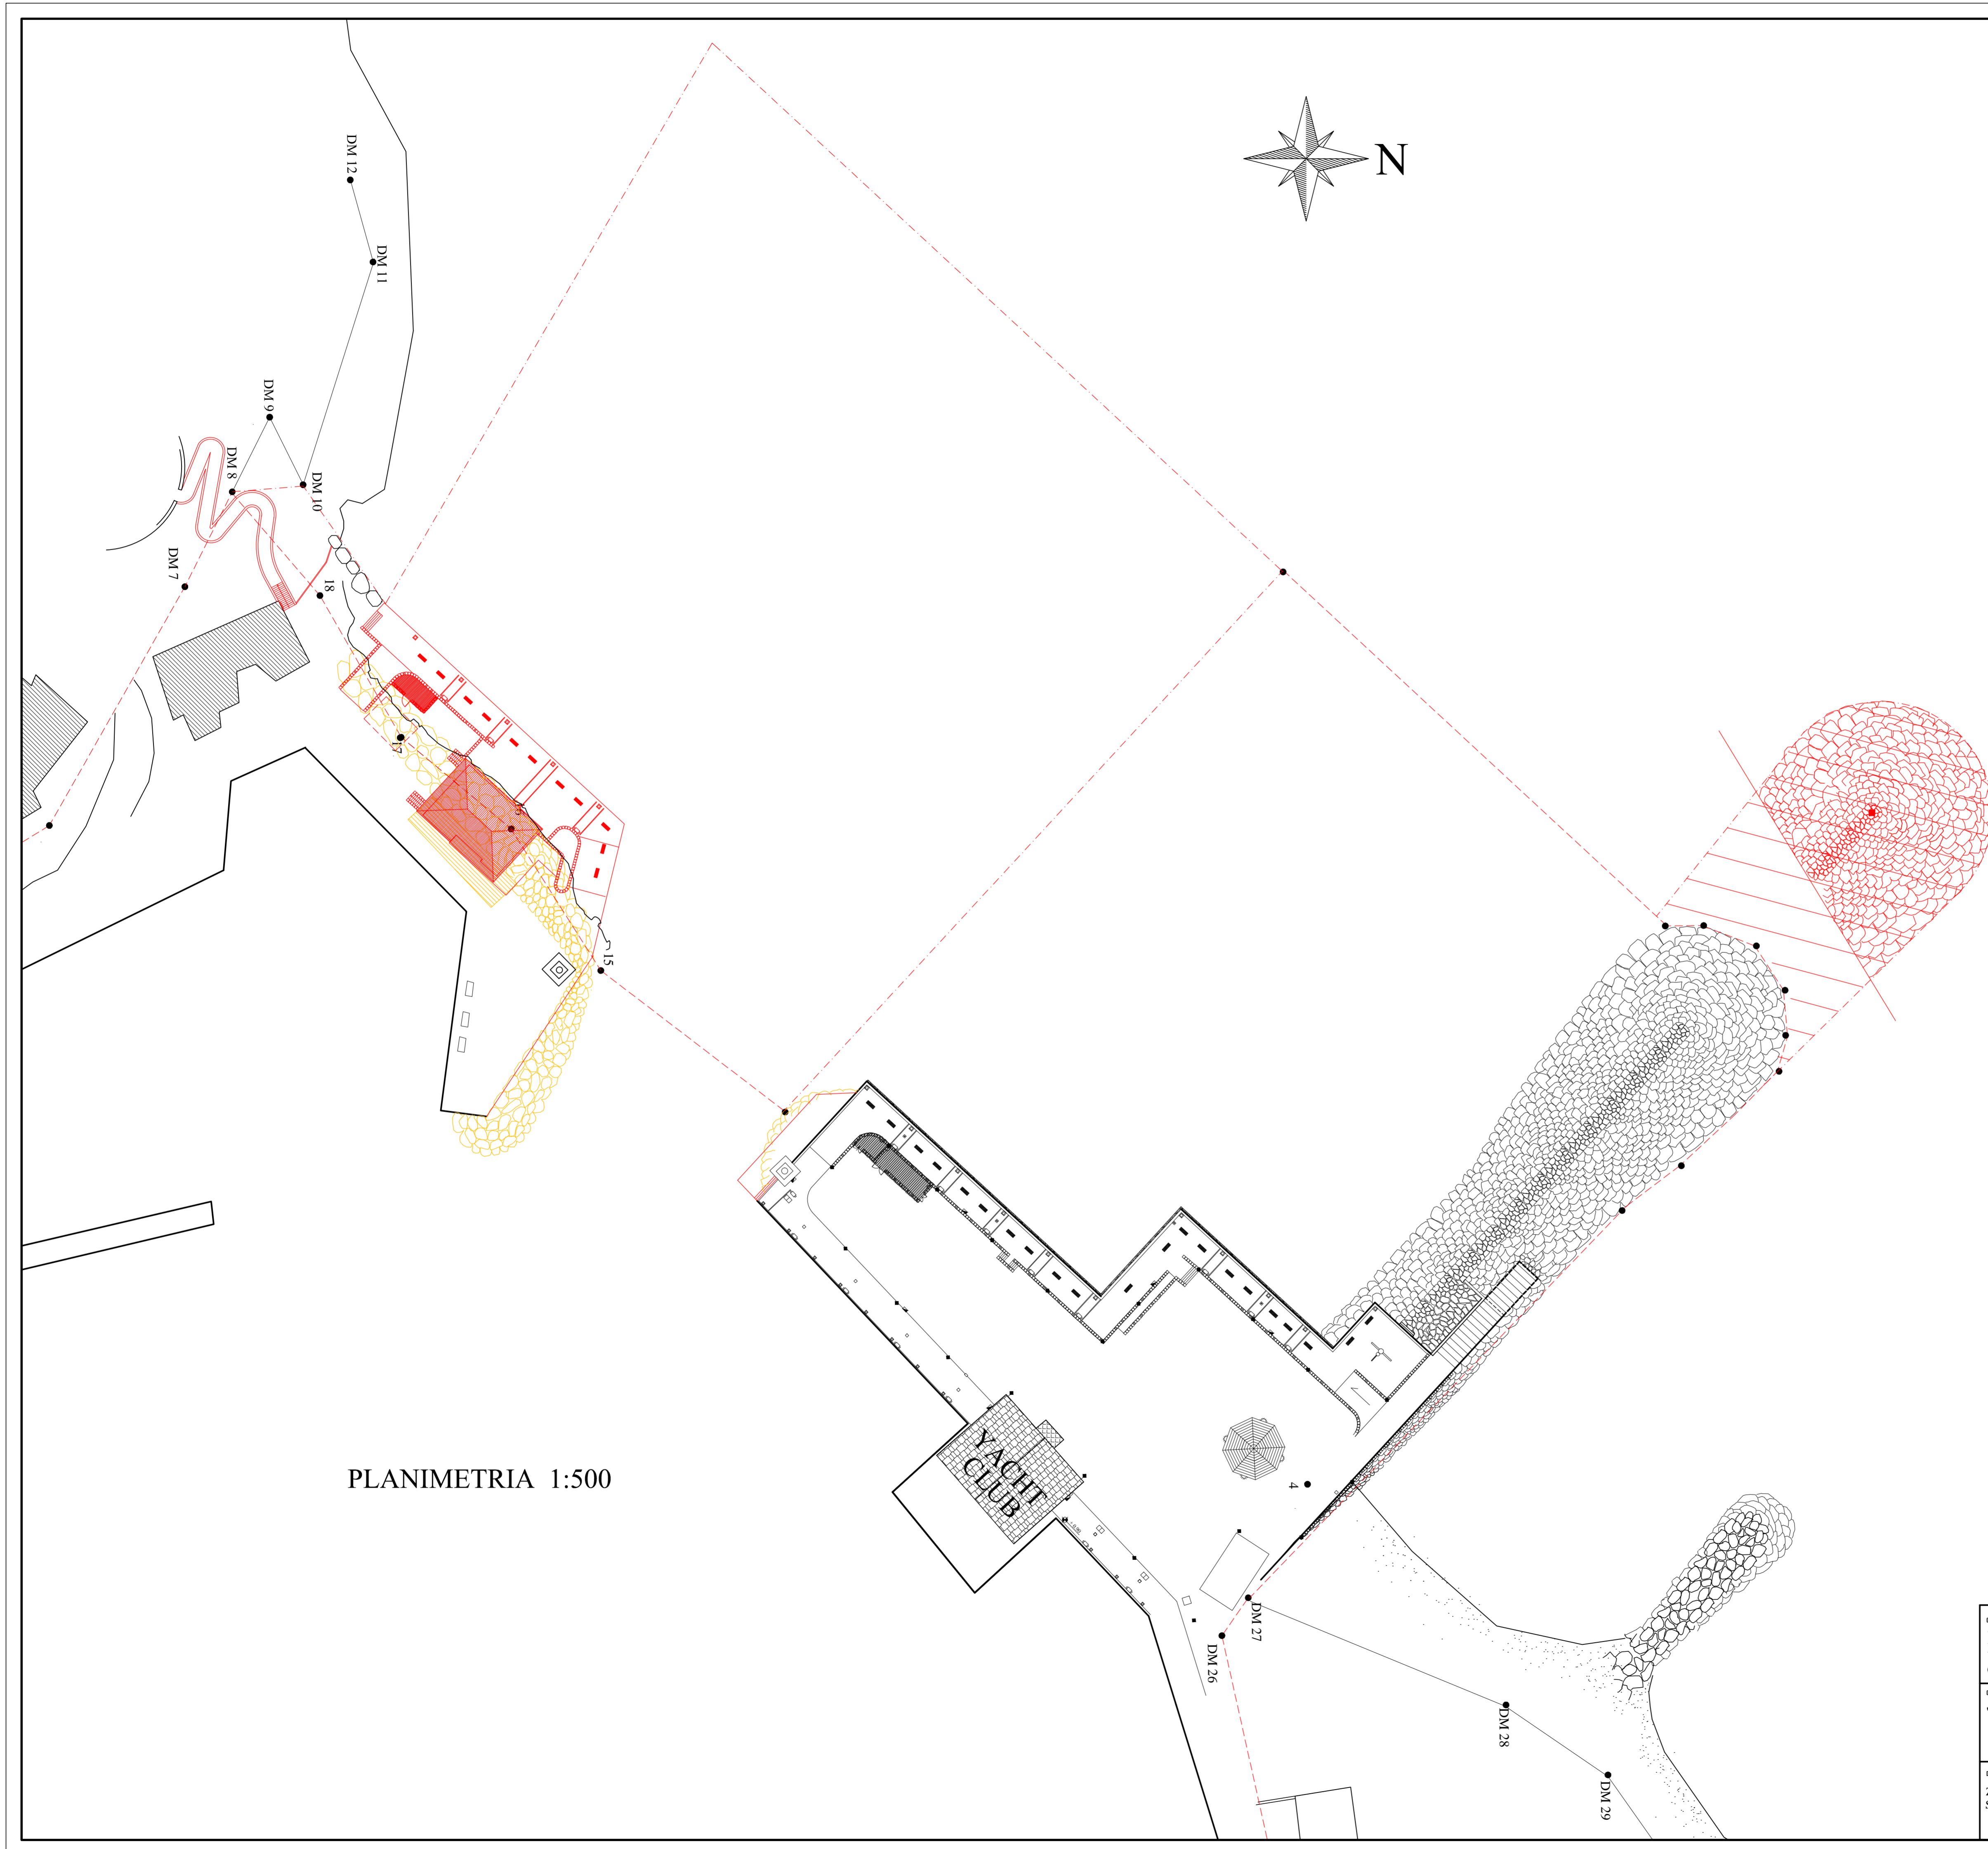 N
DM 12
DM 11
DM 9
DM 8
DM 10
DM 7
18
17
16
15
PLANIMETRIA 1:500
YACHT
CLUB
4
DM 27
DM 26
DM 28
DM 29